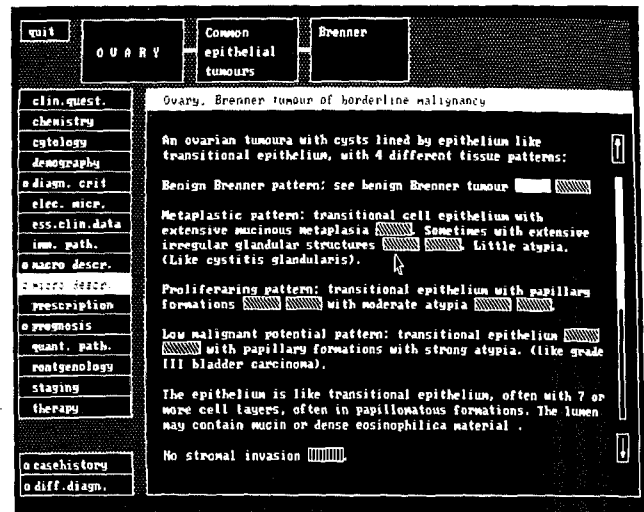 quit
OVARY
Common
epithelial
tumours
Brenner
clin.quest.
chemistry
cytology
demography
o diagn. crit
elec. micr.
ess.clin.data
imm. path.
o macro descr.
o micro descr.
prescription
o prognosis
quant. path.
rontgenology
staging
therapy
o casehistory
o diff.diagn.
Ovary, Brenner tumour of borderline malignancy
An ovarian tumoura with cysts lined by epithelium like
transitional epithelium, with 4 different tissue patterns:
Benign Brenner pattern: see benign Brenner tumour
Metaplastic pattern: transitional cell epithelium with
extensive mucinous metaplasia . Sometimes with extensive
irregular glandular structures . Little atypia.
(Like cystitis glandularis).
Proliferaring pattern: transitional epithelium with papillary
formations with moderate atypia .
Low malignant potential pattern: transitional epithelium
with papillary formations with strong atypia. (like grade
III bladder carcinoma).
The epithelium is like transitional epithelium, often with 7 or
more cell layers, often in papillomatous formations. The lumen
may contain mucin or dense eosinophilica material .
No stromal invasion .